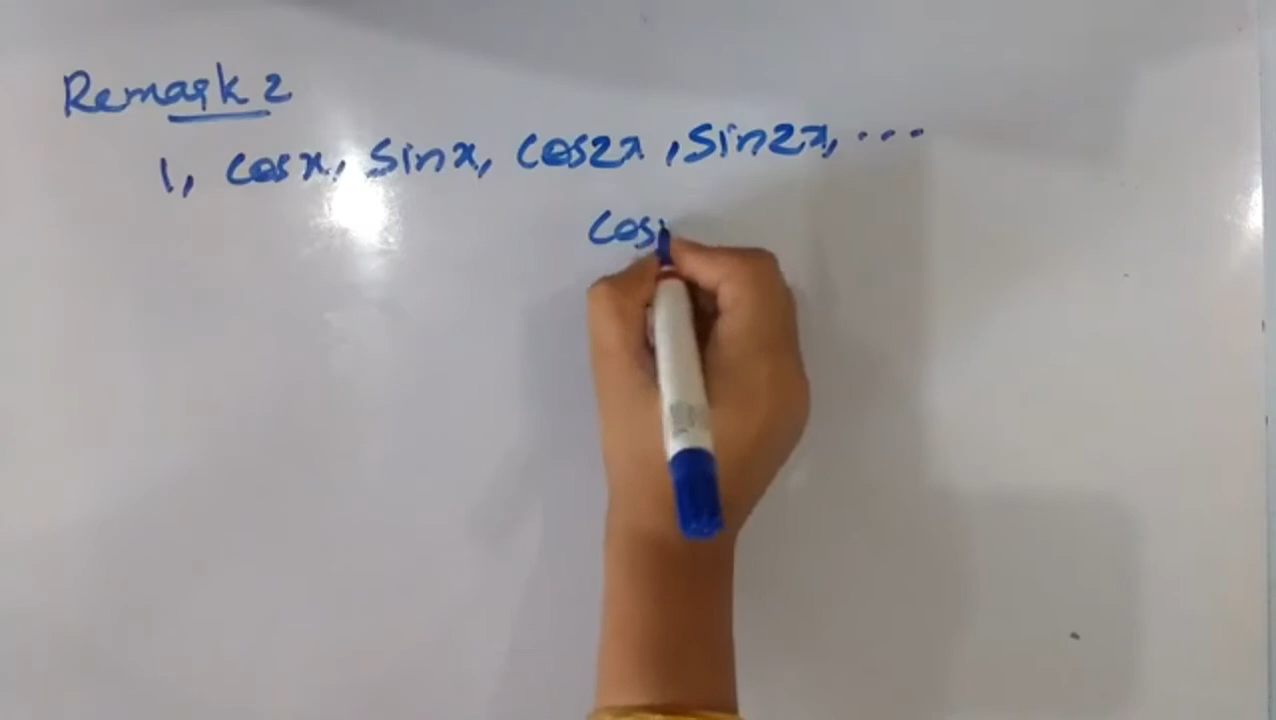 Remark 2
1, cosx, sinx, cos2x, sin2x, ...
cos